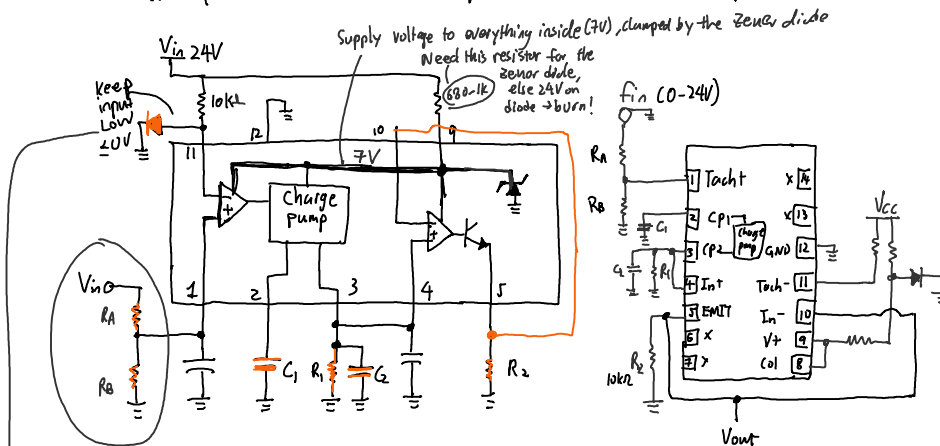 Supply voltage to everything inside (7V), clamped by the zener diode
Need this resistor for the
zenor diode,
else 24V on
diode → burn!
Vin 24V
680-1k
keep
input
Low
20V
10kΩ
12
11
10
9
7V
Charge
pump
+
+
Vin
RA
RB
1
2
3
4
5
C1
R1
C2
R2
fin (0-24V)
RA
RB
1 Tach+
2 CP1
3 CP2
Charge
pump
4 In+
5 EMIT
6 X
7 X
X 14
X 13
GND 12
Tach- 11
In- 10
V+ 9
Col 8
C1
C2
R1
R2
10kΩ
Vcc
Vout